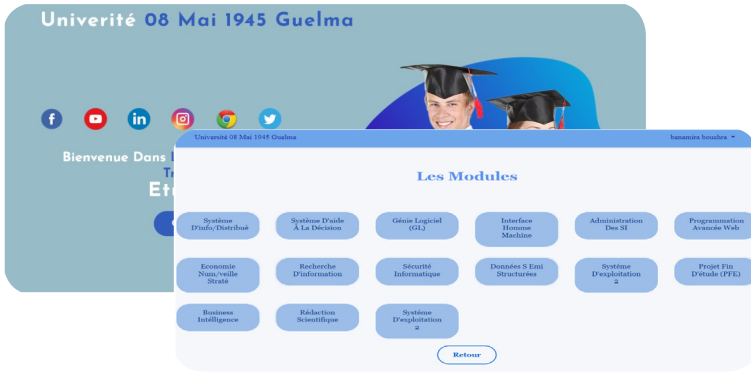 Univerité 08 Mai 1945 Guelma
Bienvenue Dans
Université 08 Mai 1945 Guelma
banamira bouchra
Les Modules
Système
D'info/Distribué
Système D'aide
À La Décision
Génie Logiciel
(GL)
Interface
Homme
Machine
Administration
Des SI
Programmation
Avancée Web
Economie
Num/veille
Straté
Recherche
D'information
Sécurité
Informatique
Données S Emi
Structurées
Système
D'exploitation
2
Projet Fin
D'étude (PFE)
Business
Intélligence
Rédaction
Scientifique
Système
D'exploitation
2
Retour